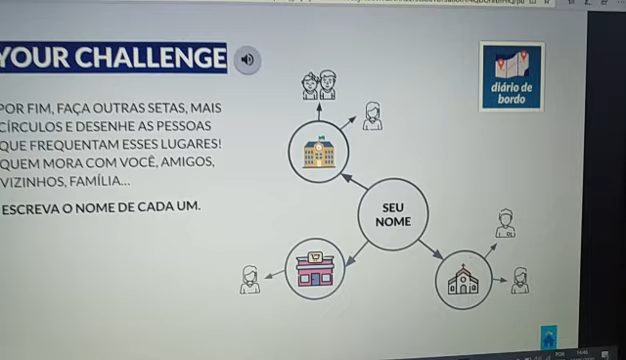 YOUR CHALLENGE
POR FIM, FAÇA OUTRAS SETAS, MAIS
CÍRCULOS E DESENHE AS PESSOAS
QUE FREQUENTAM ESSES LUGARES!
QUEM MORA COM VOCÊ, AMIGOS,
VIZINHOS, FAMÍLIA...
ESCREVA O NOME DE CADA UM.
diário de
bordo
SEU
NOME